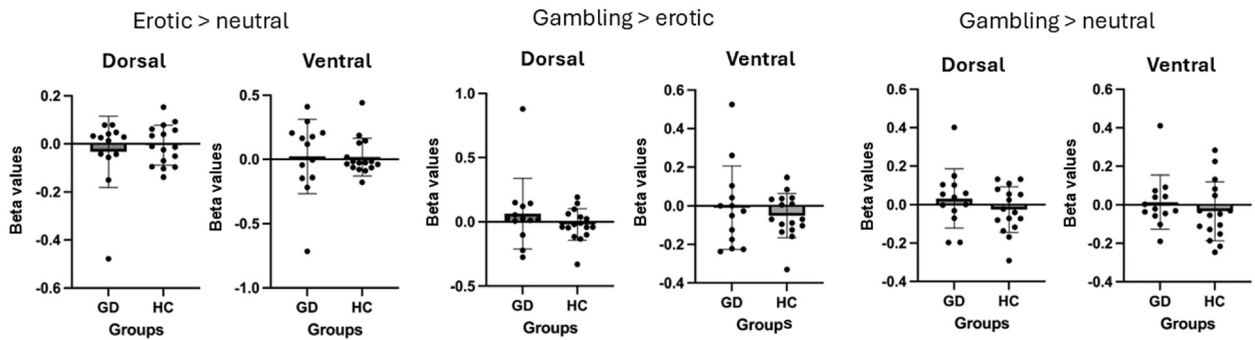 Erotic > neutral
Gambling > erotic
Gambling > neutral
Dorsal
Ventral
Dorsal
Ventral
Dorsal
Ventral
Beta values
0.2
0.0
-0.2
-0.4
-0.6
GD
HC
Groups
Beta values
0.5
0.0
-0.5
-1.0
GD
HC
Groups
Beta values
1.0
0.5
0.0
-0.5
GD
HC
Groups
Beta values
0.6
0.4
0.2
0.0
-0.2
-0.4
GD
HC
Groups
Beta values
0.6
0.4
0.2
0.0
-0.2
-0.4
GD
HC
Groups
Beta values
0.6
0.4
0.2
0.0
-0.2
-0.4
GD
HC
Groups